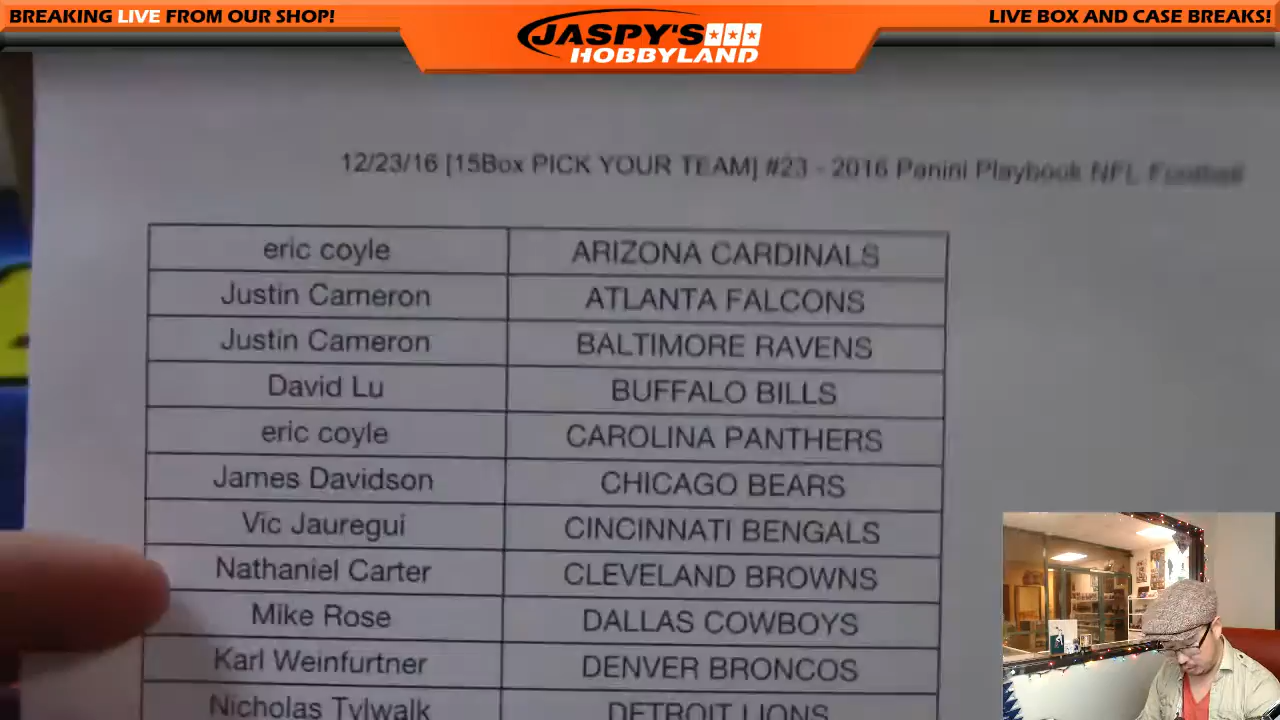 BREAKING LIVE FROM OUR SHOP!
JASPY'S
HOBBYLAND
LIVE BOX AND CASE BREAKS!
12/23/16 [15Box PICK YOUR TEAM] #23 - 2016 Panini Playbook NFL Football
eric coyle ARIZONA CARDINALS
Justin Cameron ATLANTA FALCONS
Justin Cameron BALTIMORE RAVENS
David Lu BUFFALO BILLS
eric coyle CAROLINA PANTHERS
James Davidson CHICAGO BEARS
Vic Jauregui CINCINNATI BENGALS
Nathaniel Carter CLEVELAND BROWNS
Mike Rose DALLAS COWBOYS
Karl Weinfurtner DENVER BRONCOS
Nicholas Tylwalk DETROIT LIONS